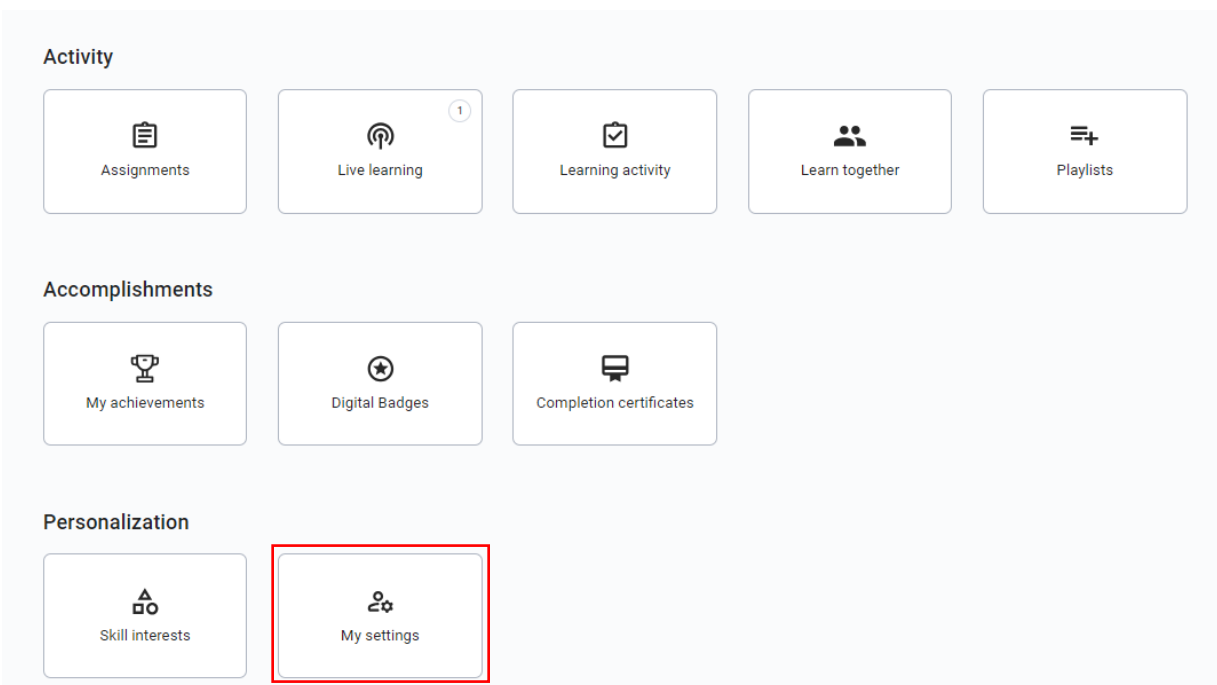 Activity
1
Assignments
Live learning
Learning activity
Learn together
Playlists
Accomplishments
My achievements
Digital Badges
Completion certificates
Personalization
Skill interests
My settings